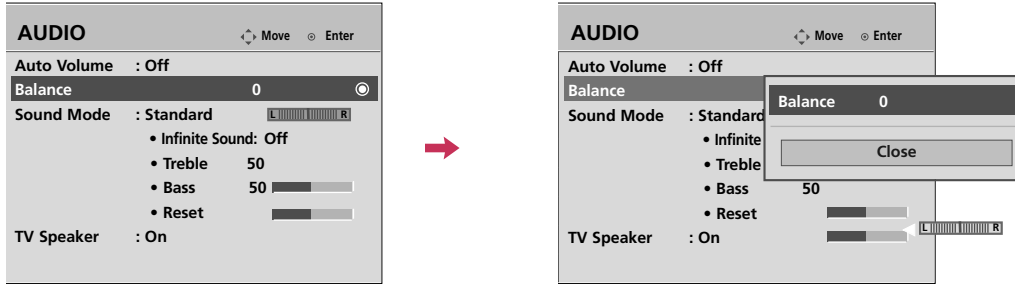 AUDIO Move Enter
Auto Volume : Off
Balance 0
Sound Mode : Standard L R
• Infinite Sound: Off
• Treble 50
• Bass 50
• Reset
TV Speaker : On
AUDIO Move Enter
Auto Volume : Off
Balance
Sound Mode : Standard
• Infinite
• Treble
• Bass 50
• Reset
TV Speaker : On
Balance 0
Close
L R